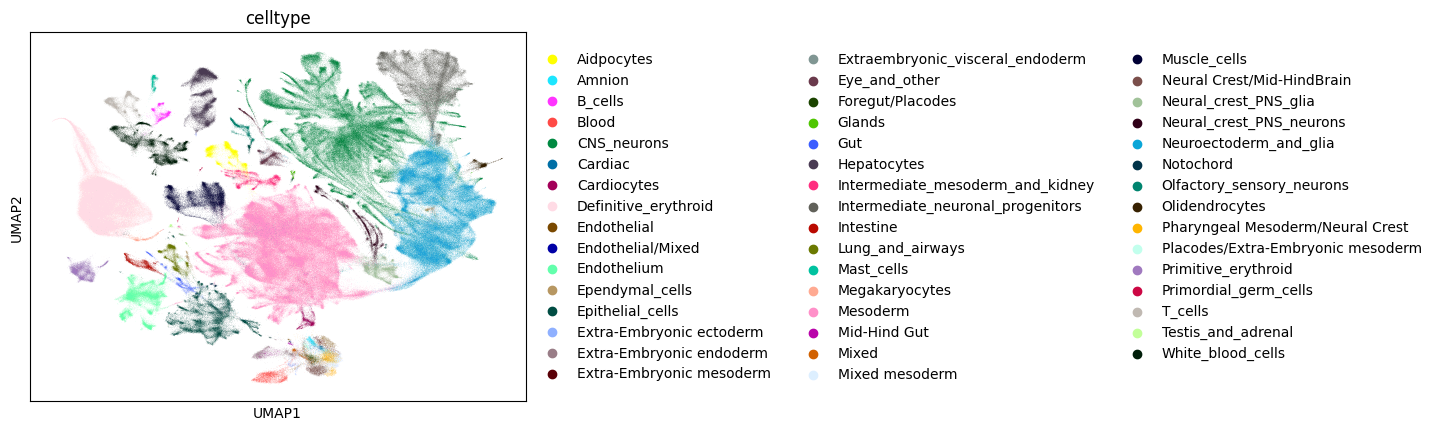 celltype
UMAP2
UMAP1
Aidpocytes
Amnion
B_cells
Blood
CNS_neurons
Cardiac
Cardiocytes
Definitive_erythroid
Endothelial
Endothelial/Mixed
Endothelium
Ependymal_cells
Epithelial_cells
Extra-Embryonic ectoderm
Extra-Embryonic endoderm
Extra-Embryonic mesoderm
Extraembryonic_visceral_endoderm
Eye_and_other
Foregut/Placodes
Glands
Gut
Hepatocytes
Intermediate_mesoderm_and_kidney
Intermediate_neuronal_progenitors
Intestine
Lung_and_airways
Mast_cells
Megakaryocytes
Mesoderm
Mid-Hind Gut
Mixed
Mixed mesoderm
Muscle_cells
Neural Crest/Mid-HindBrain
Neural_crest_PNS_glia
Neural_crest_PNS_neurons
Neuroectoderm_and_glia
Notochord
Olfactory_sensory_neurons
Olidendrocytes
Pharyngeal Mesoderm/Neural Crest
Placodes/Extra-Embryonic mesoderm
Primitive_erythroid
Primordial_germ_cells
T_cells
Testis_and_adrenal
White_blood_cells